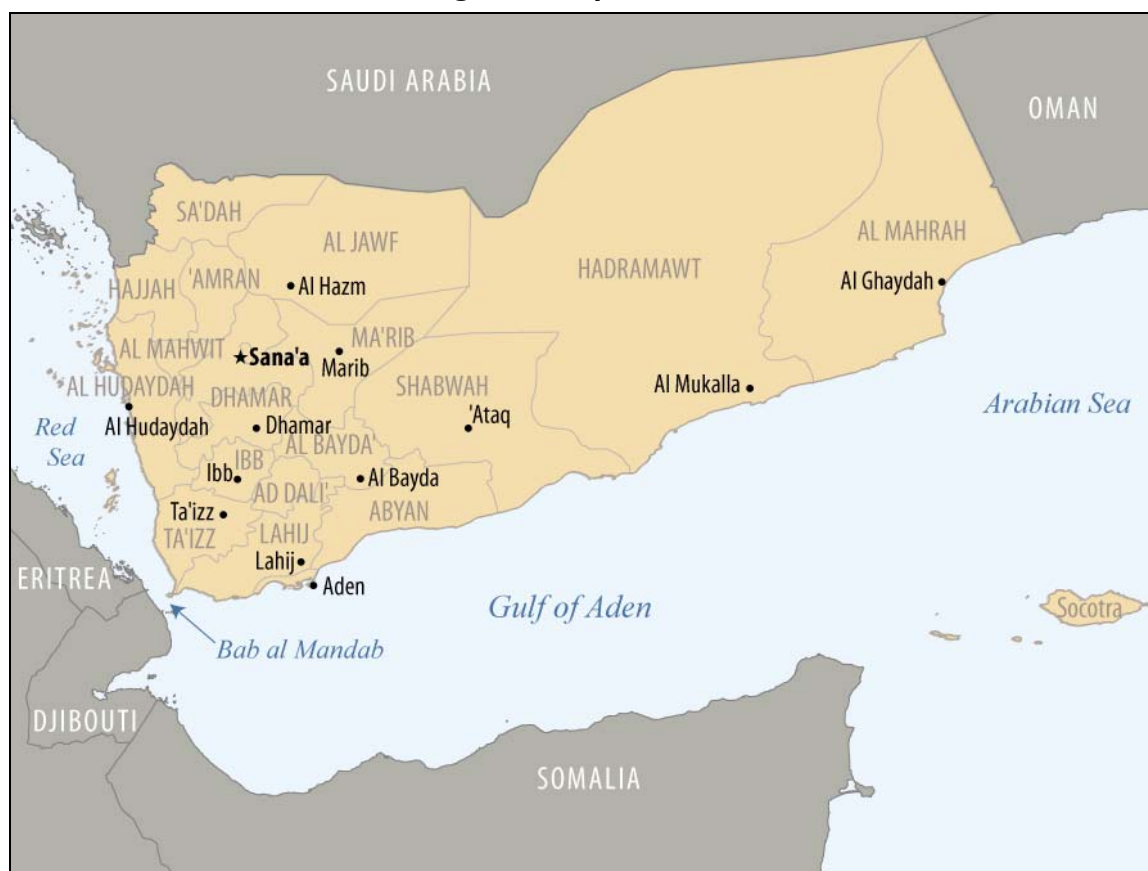 SAUDI ARABIA
OMAN
SA'DAH
AL JAWF
AL MAHRAH
HADRAMAWT
'AMRAN
HAJJAH
Al Hazm
Al Ghaydah
MA'RIB
AL MAHWIT
Sana'a
Marib
AL HUDAYDAH
SHABWAH
Al Mukalla
DHAMAR
Arabian Sea
Red
Sea
Al Hudaydah
Dhamar
'Ataq
AL BAYDA'
IBB
Ibb
Al Bayda
AD DALI'
Ta'izz
ABYAN
TA'IZZ
LAHIJ
Lahij
ERITREA
Aden
Gulf of Aden
Socotra
Bab al Mandab
DJIBOUTI
SOMALIA